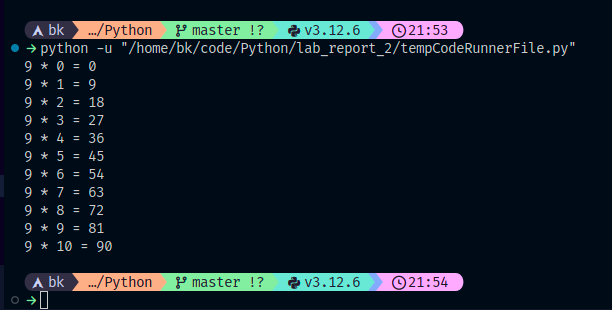 bk …/Python master !? v3.12.6 21:53
→ python -u "/home/bk/code/Python/lab_report_2/tempCodeRunnerFile.py"
9 * 0 = 0
9 * 1 = 9
9 * 2 = 18
9 * 3 = 27
9 * 4 = 36
9 * 5 = 45
9 * 6 = 54
9 * 7 = 63
9 * 8 = 72
9 * 9 = 81
9 * 10 = 90
bk …/Python master !? v3.12.6 21:54
→